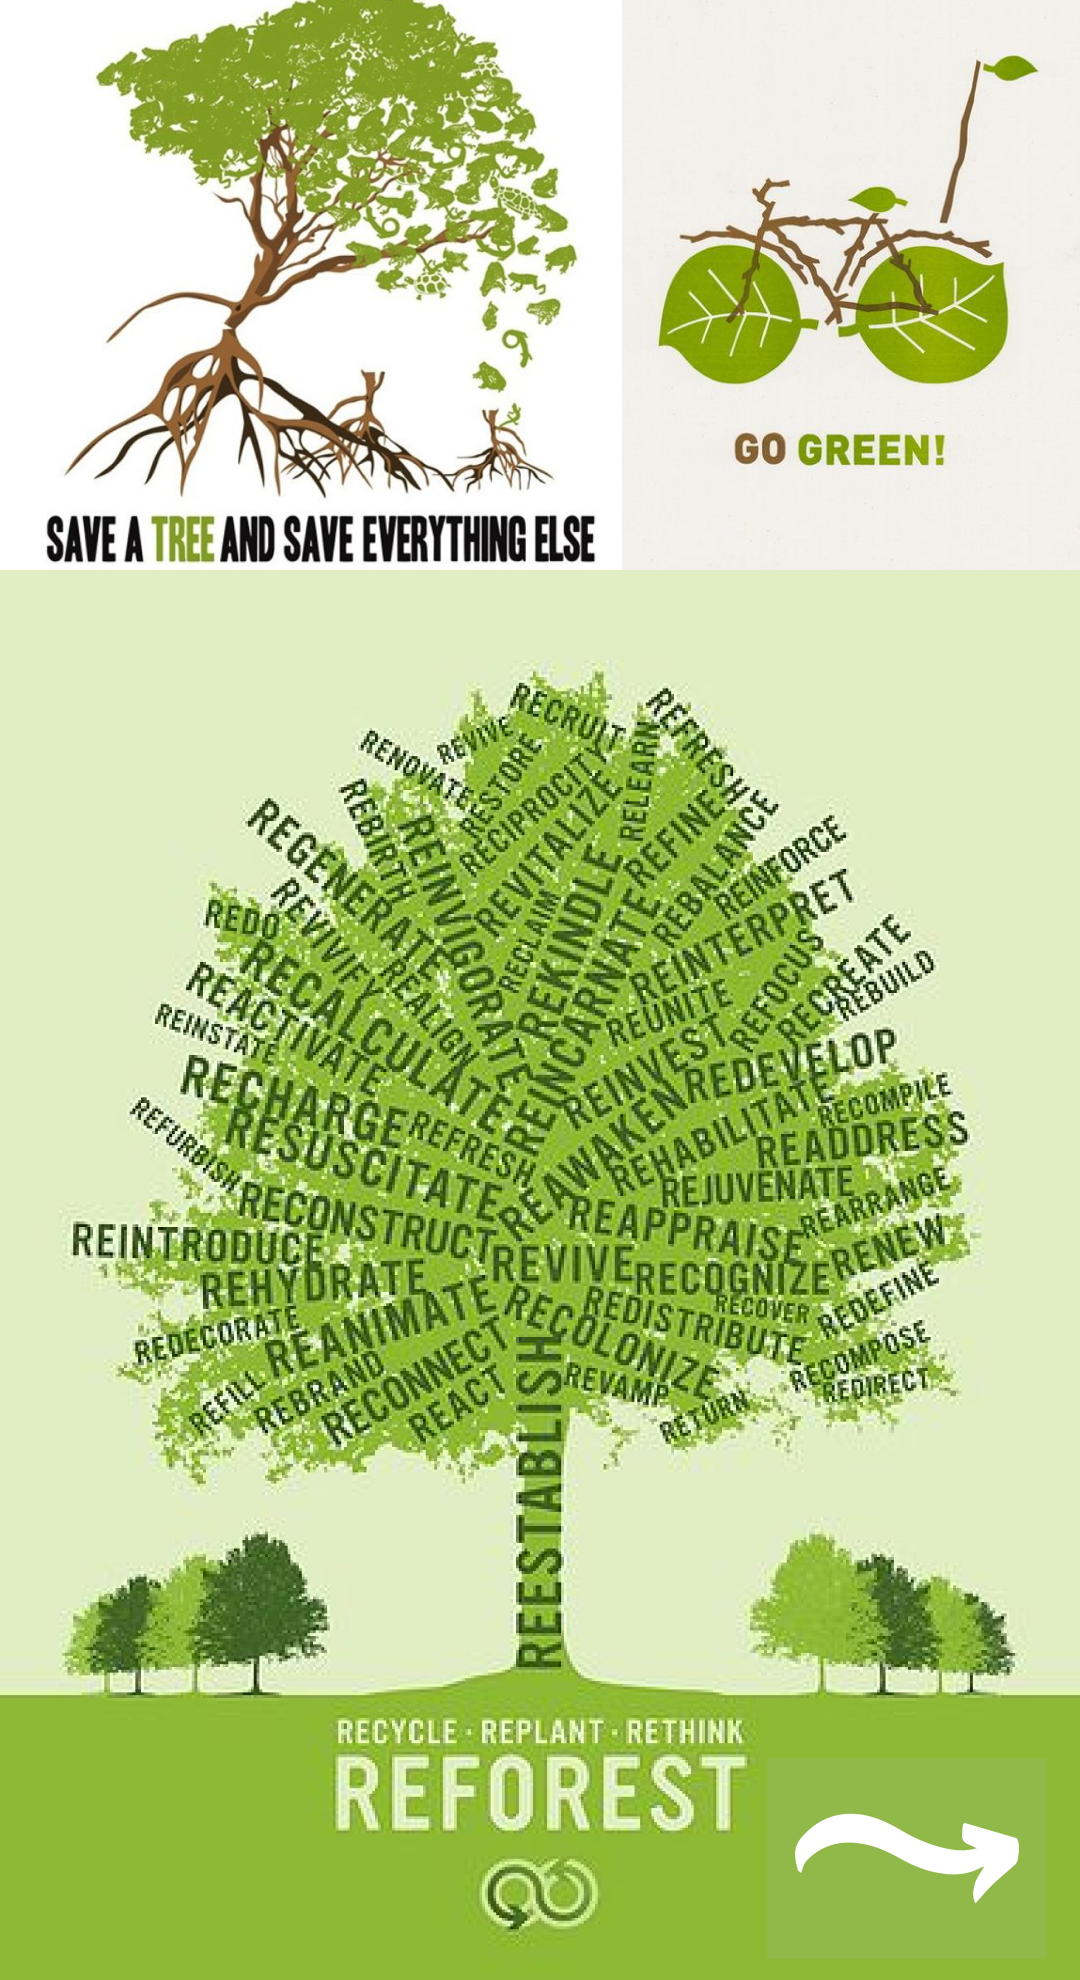 SAVE A TREE AND SAVE EVERYTHING ELSE
GO GREEN!
RECRUIT
REFRESH
REVIVE
RENOVATE
RESTORE
RELEARN
RECIPROCITY
REBIRTH
REVITALIZE
REFINE
REBALANCE
REGENERATE
REINVIGORATE
REINFORCE
REINTERPRET
REVIVIFY
REDO
RECLAIM
REKINDLE
REINCARNATE
REFOCUS
RECREATE
REBUILD
RECALCULATE
REALIGN
REUNITE
REACTIVATE
REINSTATE
REINVEST
REDEVELOP
RECHARGE
REFRESH
REAWAKEN
REHABILITATE
RECOMPILE
REFURBISH
RESUSCITATE
READDRESS
REJUVENATE
RECONSTRUCT
REAPPRAISE
REARRANGE
REINTRODUCE
REVIVE
RECOGNIZE
RENEW
REHYDRATE
RECOVER
REDEFINE
REDECORATE
REANIMATE
RECOLONIZE
REDISTRIBUTE
RECOMPOSE
REFILL
REBRAND
RECONNECT
REACT
REVAMP
RETURN
REDIRECT
REESTABLISH
RECYCLE · REPLANT · RETHINK
REFOREST